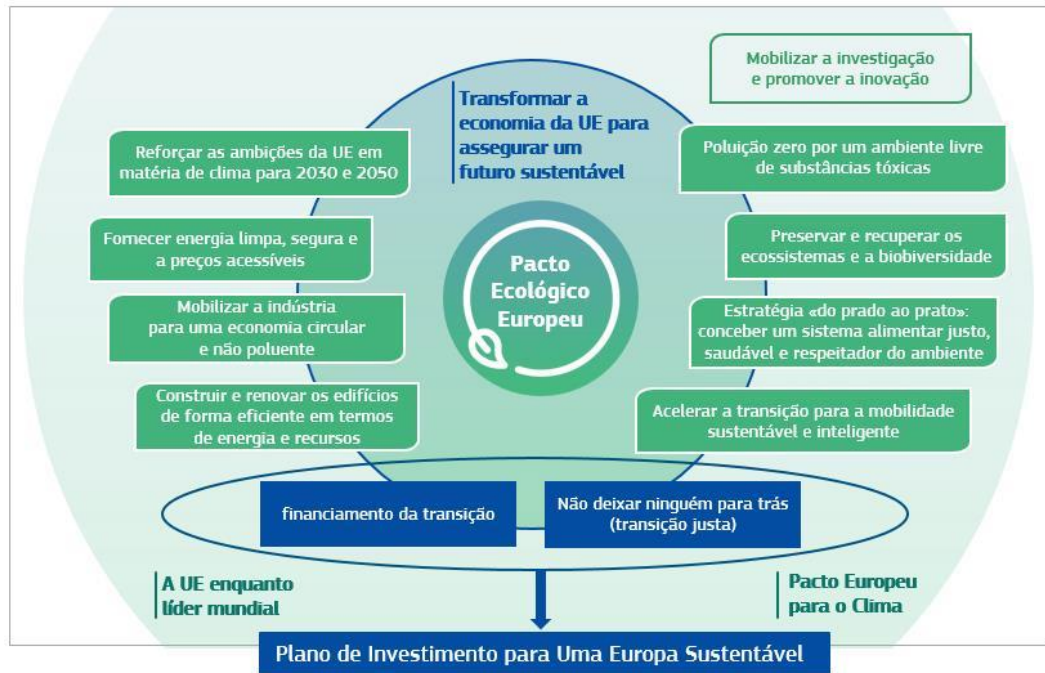 Mobilizar a investigação
e promover a inovação
Transformar a
economia da UE para
assegurar um
futuro sustentável
Reforçar as ambições da UE em
matéria de clima para 2030 e 2050
Poluição zero por um ambiente livre
de substâncias tóxicas
Fornecer energia limpa, segura e
a preços acessíveis
Preservar e recuperar os
ecossistemas e a biobiversidade
Pacto
Ecológico
Europeu
Mobilizar a indústria
para uma economia circular
e não poluente
Estratégia «do prado ao prato»:
conceber um sistema alimentar justo,
saudável e respeitador do ambiente
Construir e renovar os edifícios
de forma eficiente em termos
de energia e recursos
Acelerar a transição para a mobilidade
sustentável e inteligente
financiamento da transição
Não deixar ninguém para trás
(transição justa)
A UE enquanto
líder mundial
Pacto Europeu
para o Clima
Plano de Investimento para Uma Europa Sustentável